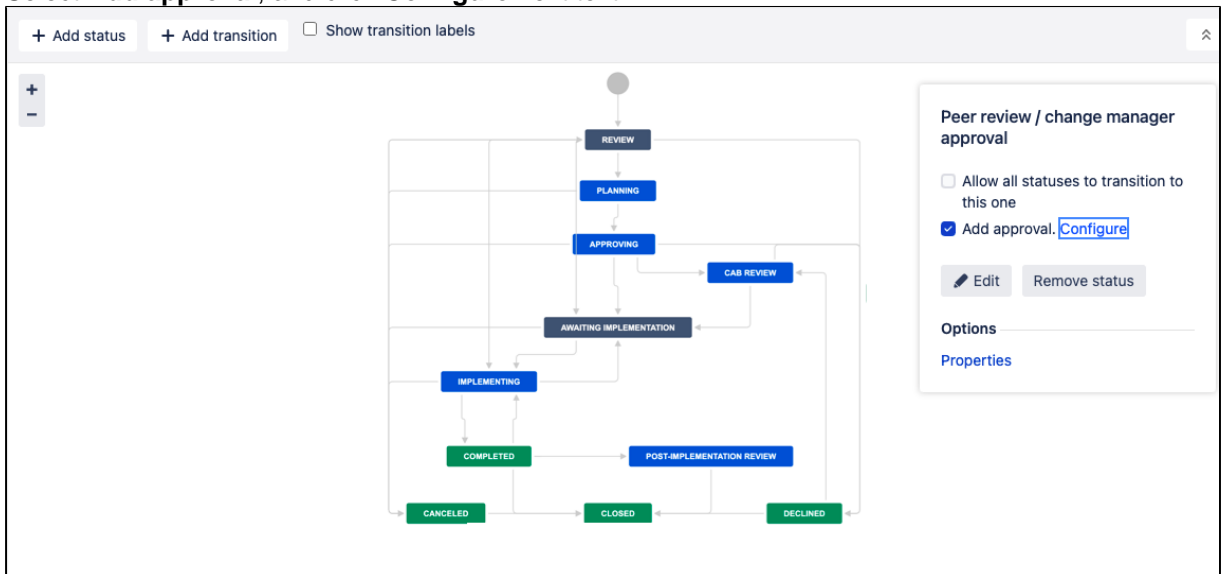 + Add status + Add transition Show transition labels
+
−
REVIEW
PLANNING
APPROVING
CAB REVIEW
AWAITING IMPLEMENTATION
IMPLEMENTING
COMPLETED
POST-IMPLEMENTATION REVIEW
CANCELED
CLOSED
DECLINED
Peer review / change manager
approval
Allow all statuses to transition to
this one
Add approval. Configure
Edit Remove status
Options
Properties